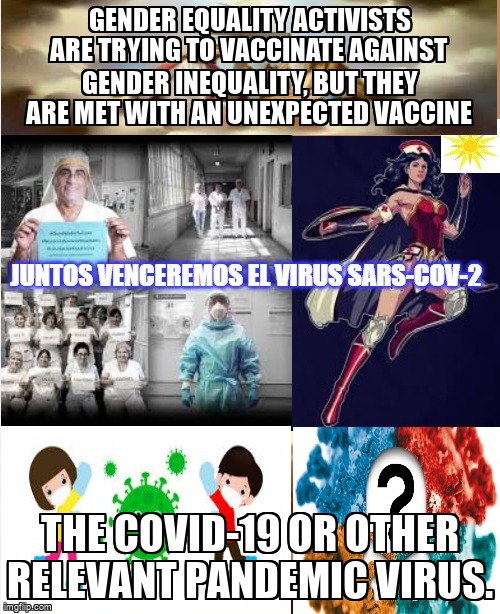 GENDER EQUALITY ACTIVISTS
ARE TRYING TO VACCINATE AGAINST
GENDER INEQUALITY, BUT THEY
ARE MET WITH AN UNEXPECTED VACCINE
JUNTOS VENCEREMOS EL VIRUS SARS-COV-2
?
THE COVID-19 OR OTHER
RELEVANT PANDEMIC VIRUS.
imgflip.com